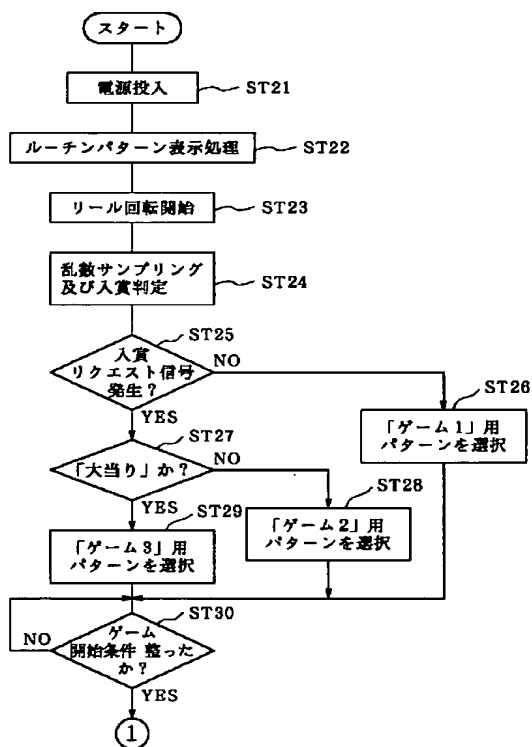 スタート
電源投入
ST21
ルーチンパターン表示処理
ST22
リール回転開始
ST23
乱数サンプリング
及び入賞判定
ST24
ST25
入賞
リクエスト信号
発生?
NO
YES
ST26
「ゲーム1」用
パターンを選択
ST27
「大当り」か?
NO
YES
ST28
「ゲーム2」用
パターンを選択
ST29
「ゲーム3」用
パターンを選択
ST30
ゲーム
開始条件 整った
か?
NO
YES
1